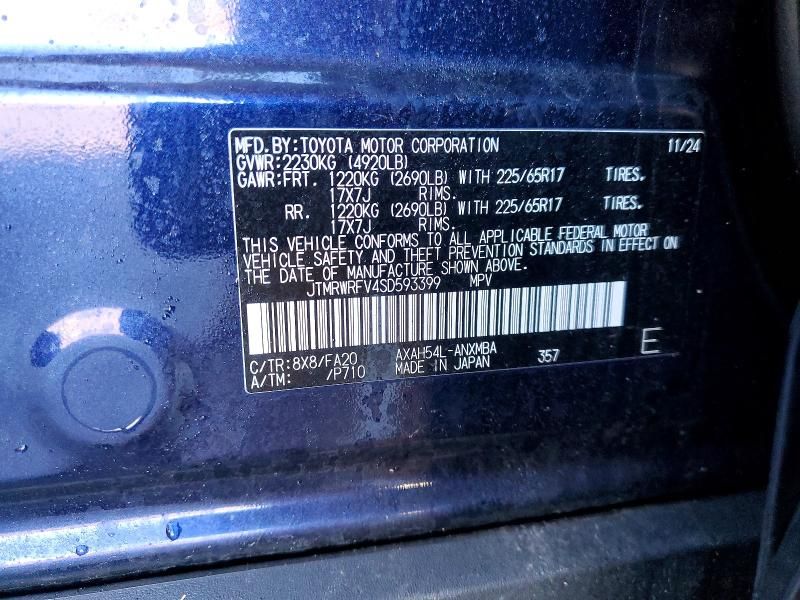 MFD. BY: TOYOTA MOTOR CORPORATION 11/24
GVWR: 2230KG (4920LB)
GAWR: FRT. 1220KG (2690LB) WITH 225/65R17 TIRES.
17X7J RIMS.
RR. 1220KG (2690LB) WITH 225/65R17 TIRES.
17X7J RIMS.
THIS VEHICLE CONFORMS TO ALL APPLICABLE FEDERAL MOTOR
VEHICLE SAFETY AND THEFT PREVENTION STANDARDS IN EFFECT ON
THE DATE OF MANUFACTURE SHOWN ABOVE.
JTMRWRFV4SD593399 MPV
C/TR: 8X8/FA20 AXAH54L-ANXMBA 357 E
A/TM: /P710 MADE IN JAPAN